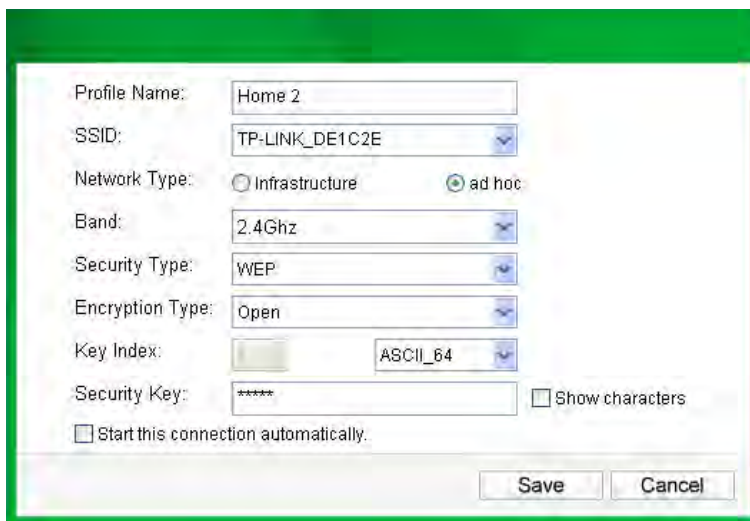 Profile Name: Home 2
SSID: TP-LINK_DE1C2E
Network Type: Infrastructure ad hoc
Band: 2.4Ghz
Security Type: WEP
Encryption Type: Open
Key Index: ASCII_64
Security Key: ***** Show characters
Start this connection automatically.
Save Cancel